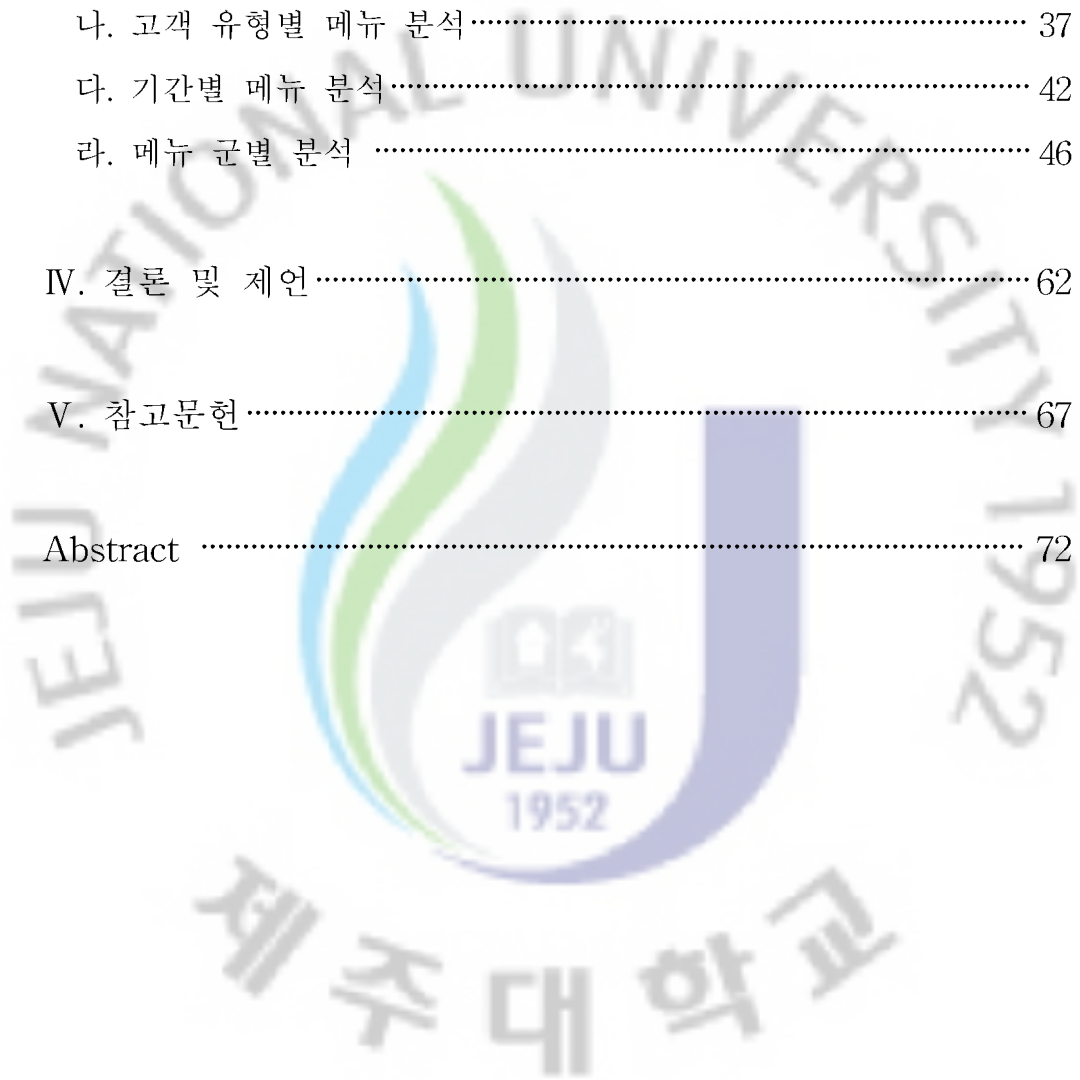 나. 고객 유형별 메뉴 분석 ········ 37
다. 기간별 메뉴 분석 ········ 42
라. 메뉴 군별 분석 ········ 46
Ⅳ. 결론 및 제언 ········ 62
Ⅴ. 참고문헌 ········ 67
Abstract ········ 72
JEJU NATIONAL UNIVERSITY 1952
JEJU
1952
제주대학교